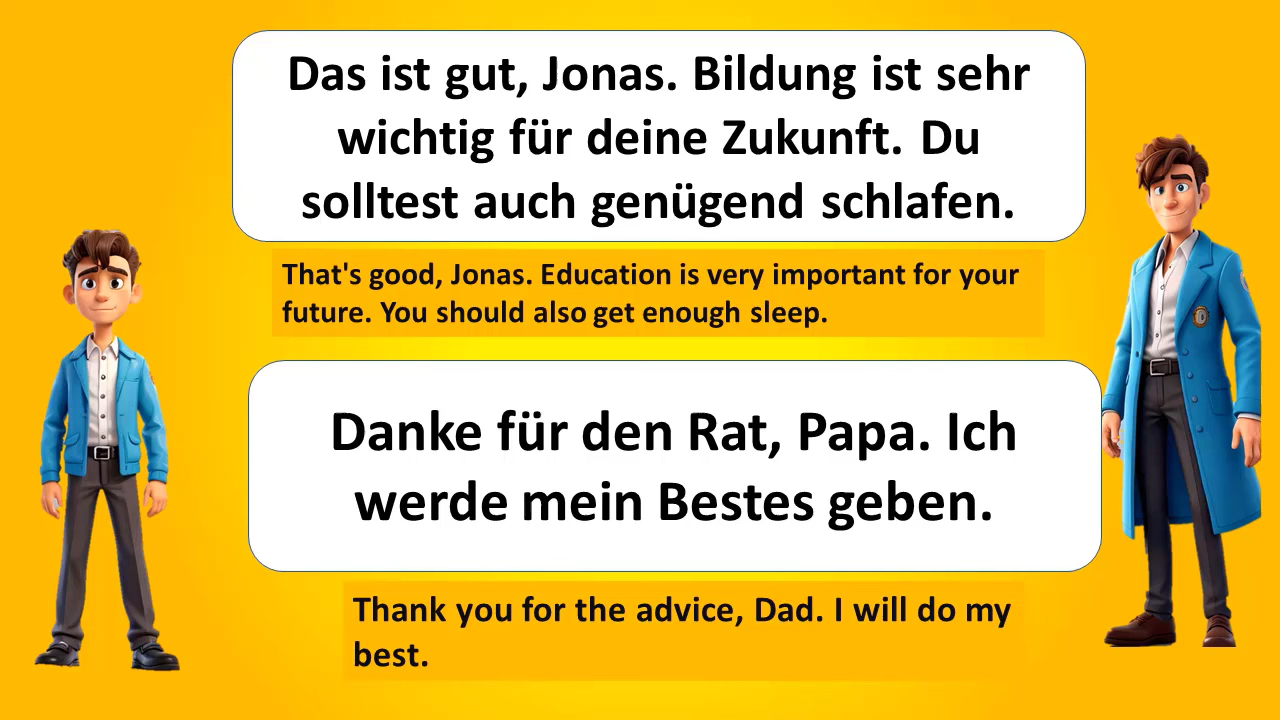 Das ist gut, Jonas. Bildung ist sehr
wichtig für deine Zukunft. Du
solltest auch genügend schlafen.
That's good, Jonas. Education is very important for your
future. You should also get enough sleep.
Danke für den Rat, Papa. Ich
werde mein Bestes geben.
Thank you for the advice, Dad. I will do my
best.